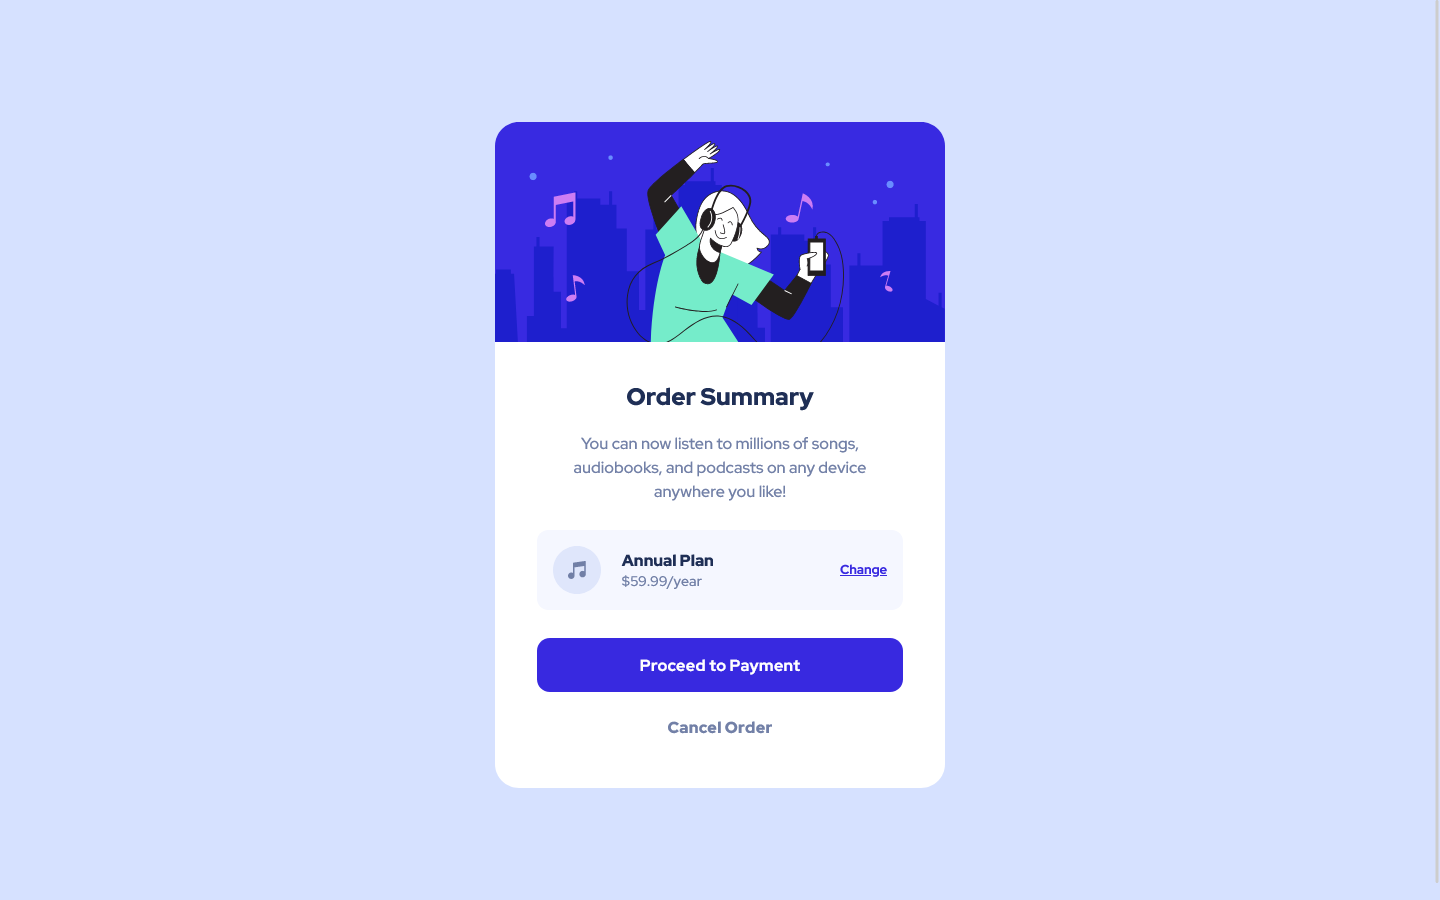 Order Summary
You can now listen to millions of songs,
audiobooks, and podcasts on any device
anywhere you like!
Annual Plan
$59.99/year
Change
Proceed to Payment
Cancel Order